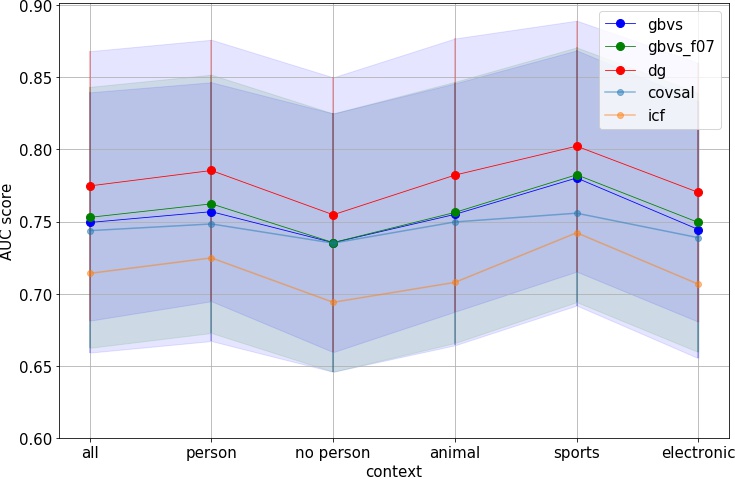 0.90
0.85
0.80
0.75
0.70
0.65
0.60
AUC score
gbvs
gbvs_f07
dg
covsal
icf
all person no person animal sports electronic
context